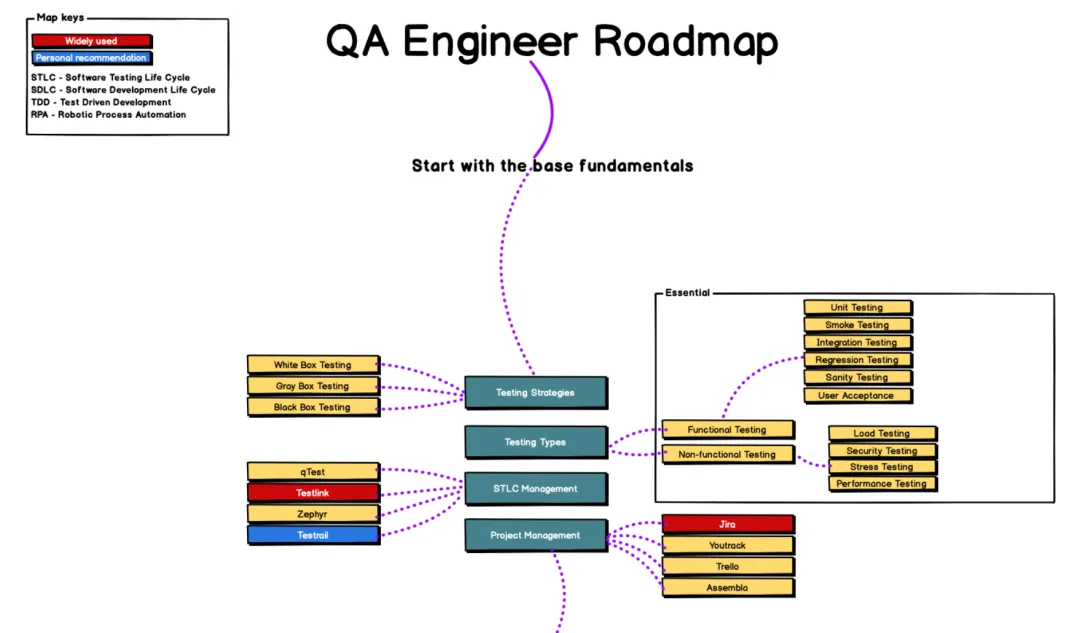 Map keys
Widely used
Personal recommendation
STLC - Software Testing Life Cycle
SDLC - Software Development Life Cycle
TDD - Test Driven Development
RPA - Robotic Process Automation
QA Engineer Roadmap
Start with the base fundamentals
White Box Testing
Gray Box Testing
Black Box Testing
Testing Strategies
Testing Types
Essential
Functional Testing
Non-functional Testing
Unit Testing
Smoke Testing
Integration Testing
Regression Testing
Sanity Testing
User Acceptance
Load Testing
Security Testing
Stress Testing
Performance Testing
qTest
Testlink
Zephyr
Testrail
STLC Management
Project Management
Jira
Youtrack
Trello
Assembla